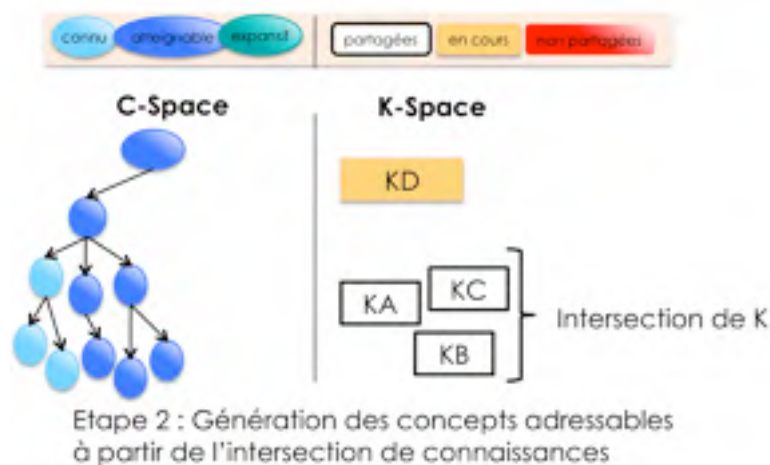 connu atteignable expansif partagées en cours non partagées
C-Space K-Space
KD
KA KC
KB
Intersection de K
Etape 2 : Génération des concepts adressables
à partir de l'intersection de connaissances